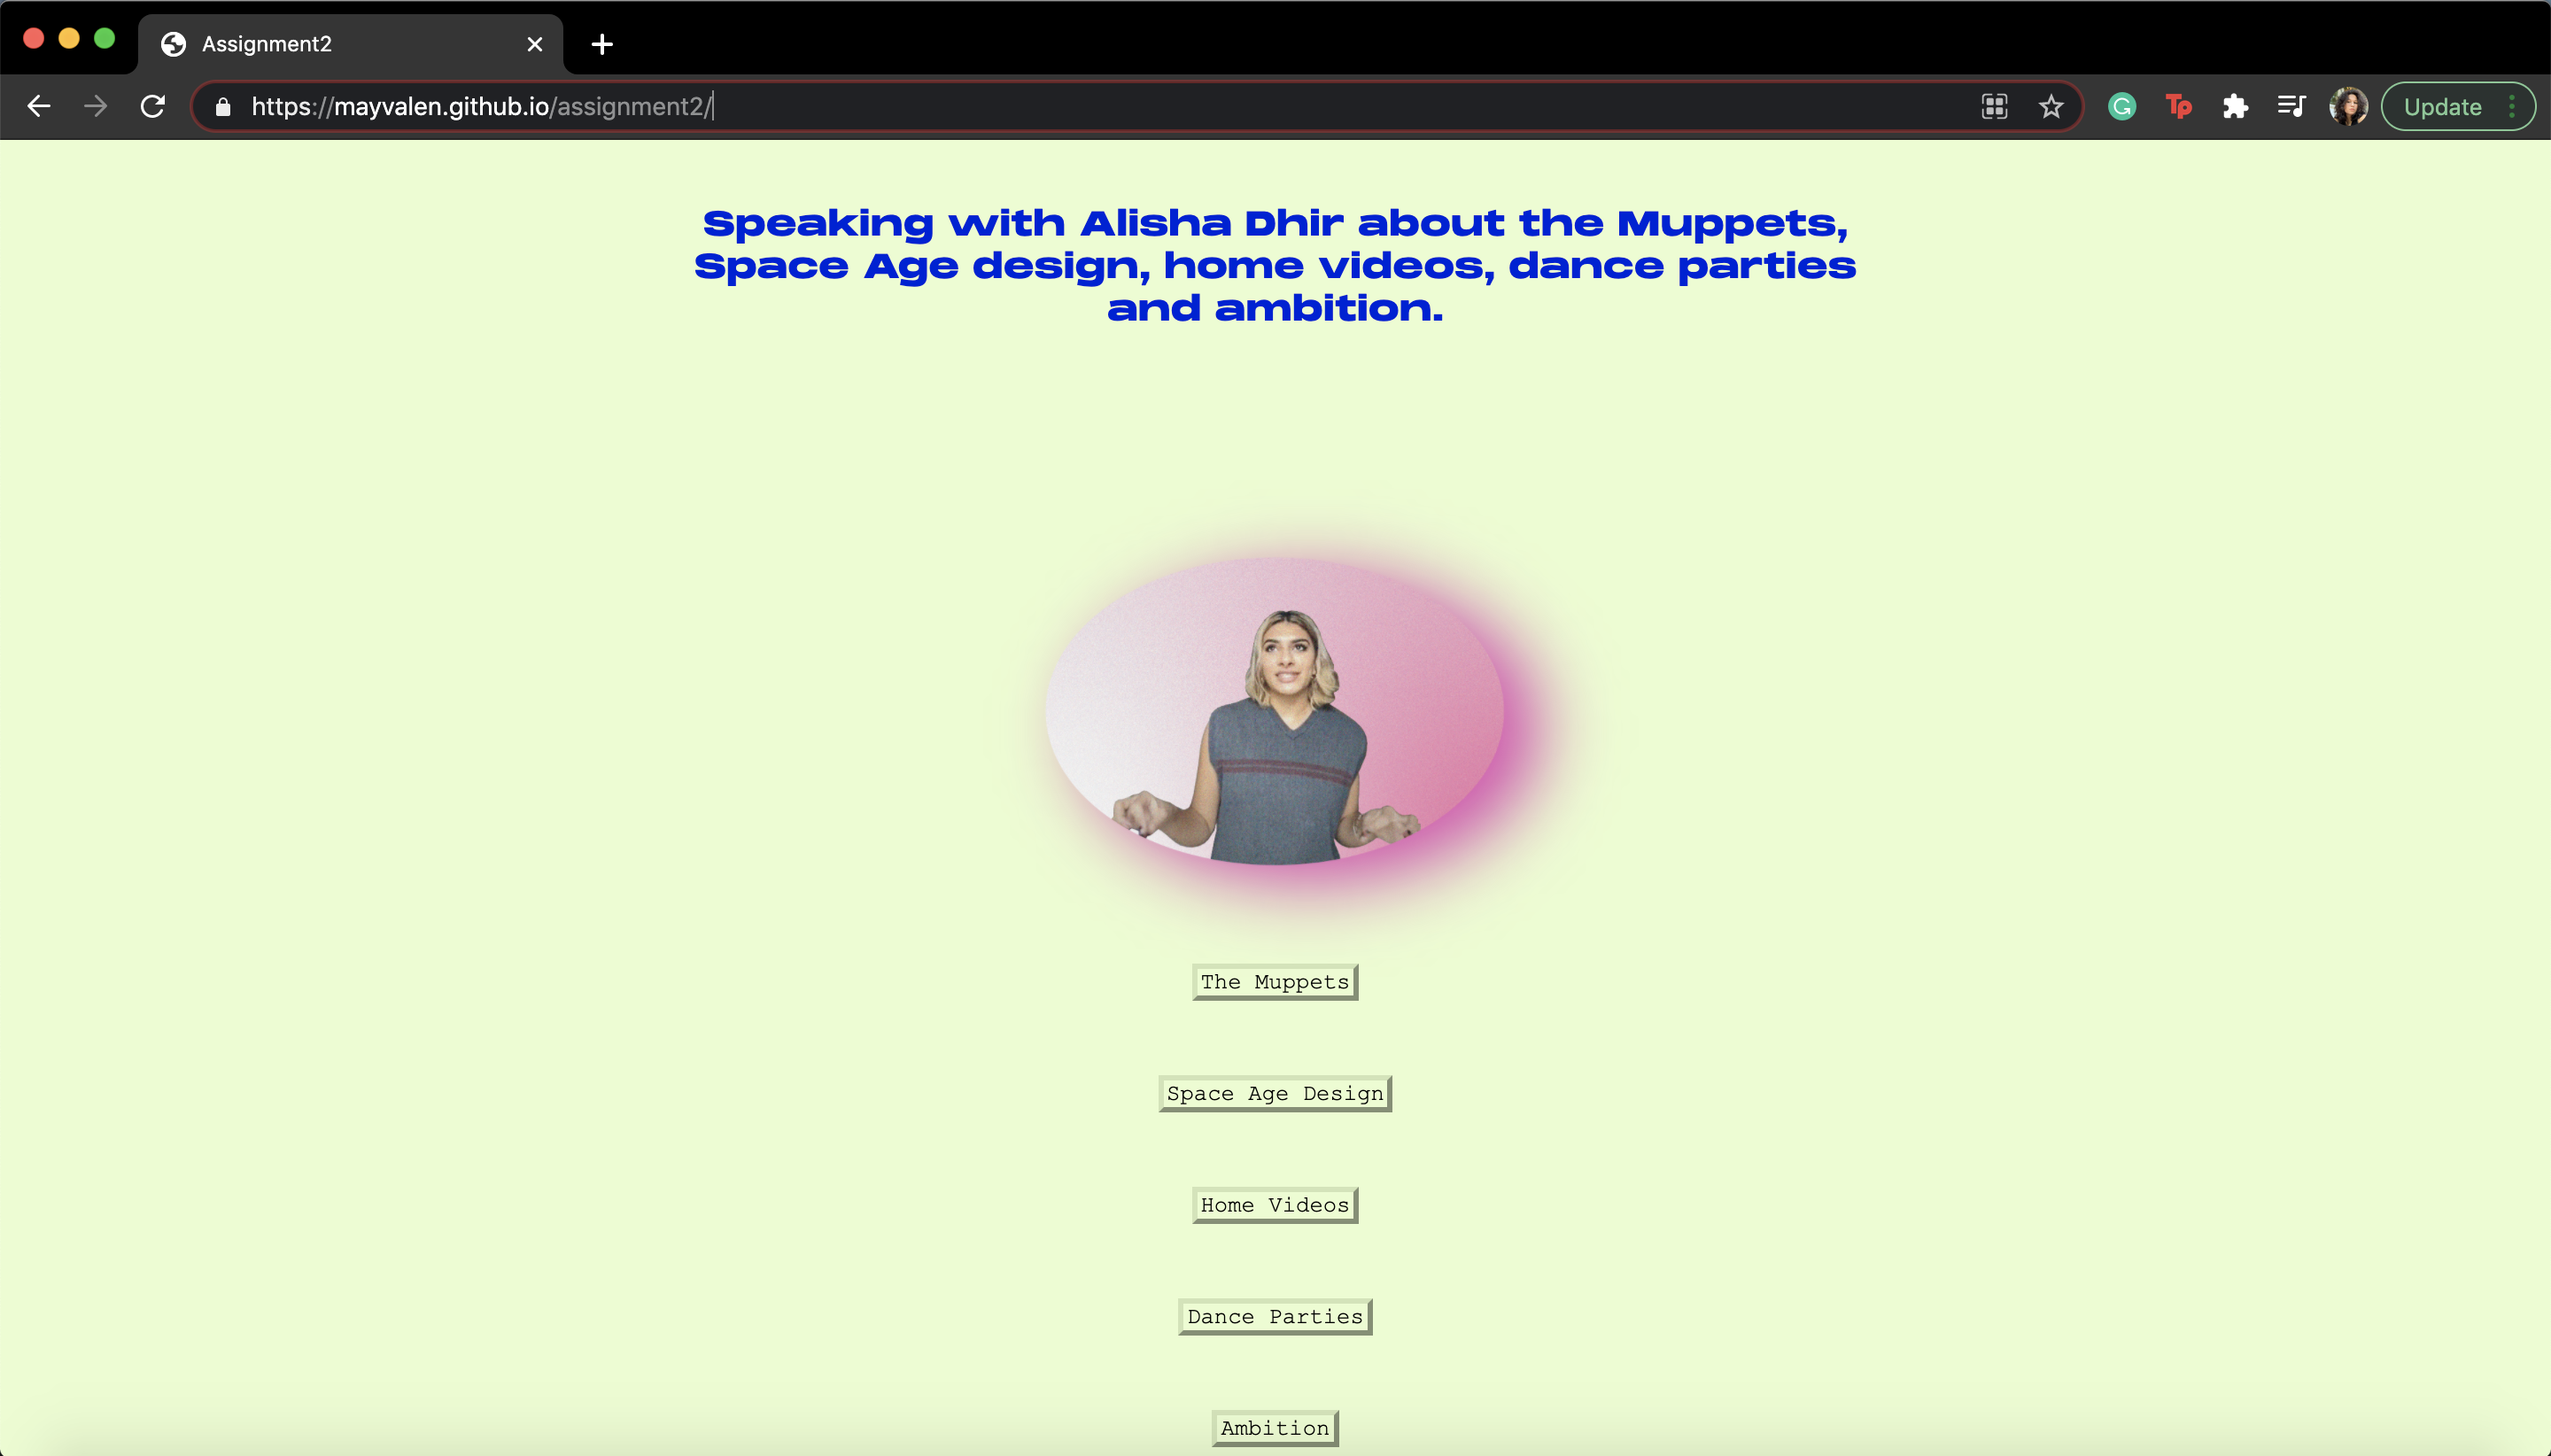 Assignment2
https://mayvalen.github.io/assignment2/
Tp
Update
Speaking with Alisha Dhir about the Muppets,
Space Age design, home videos, dance parties
and ambition.
The Muppets
Space Age Design
Home Videos
Dance Parties
Ambition